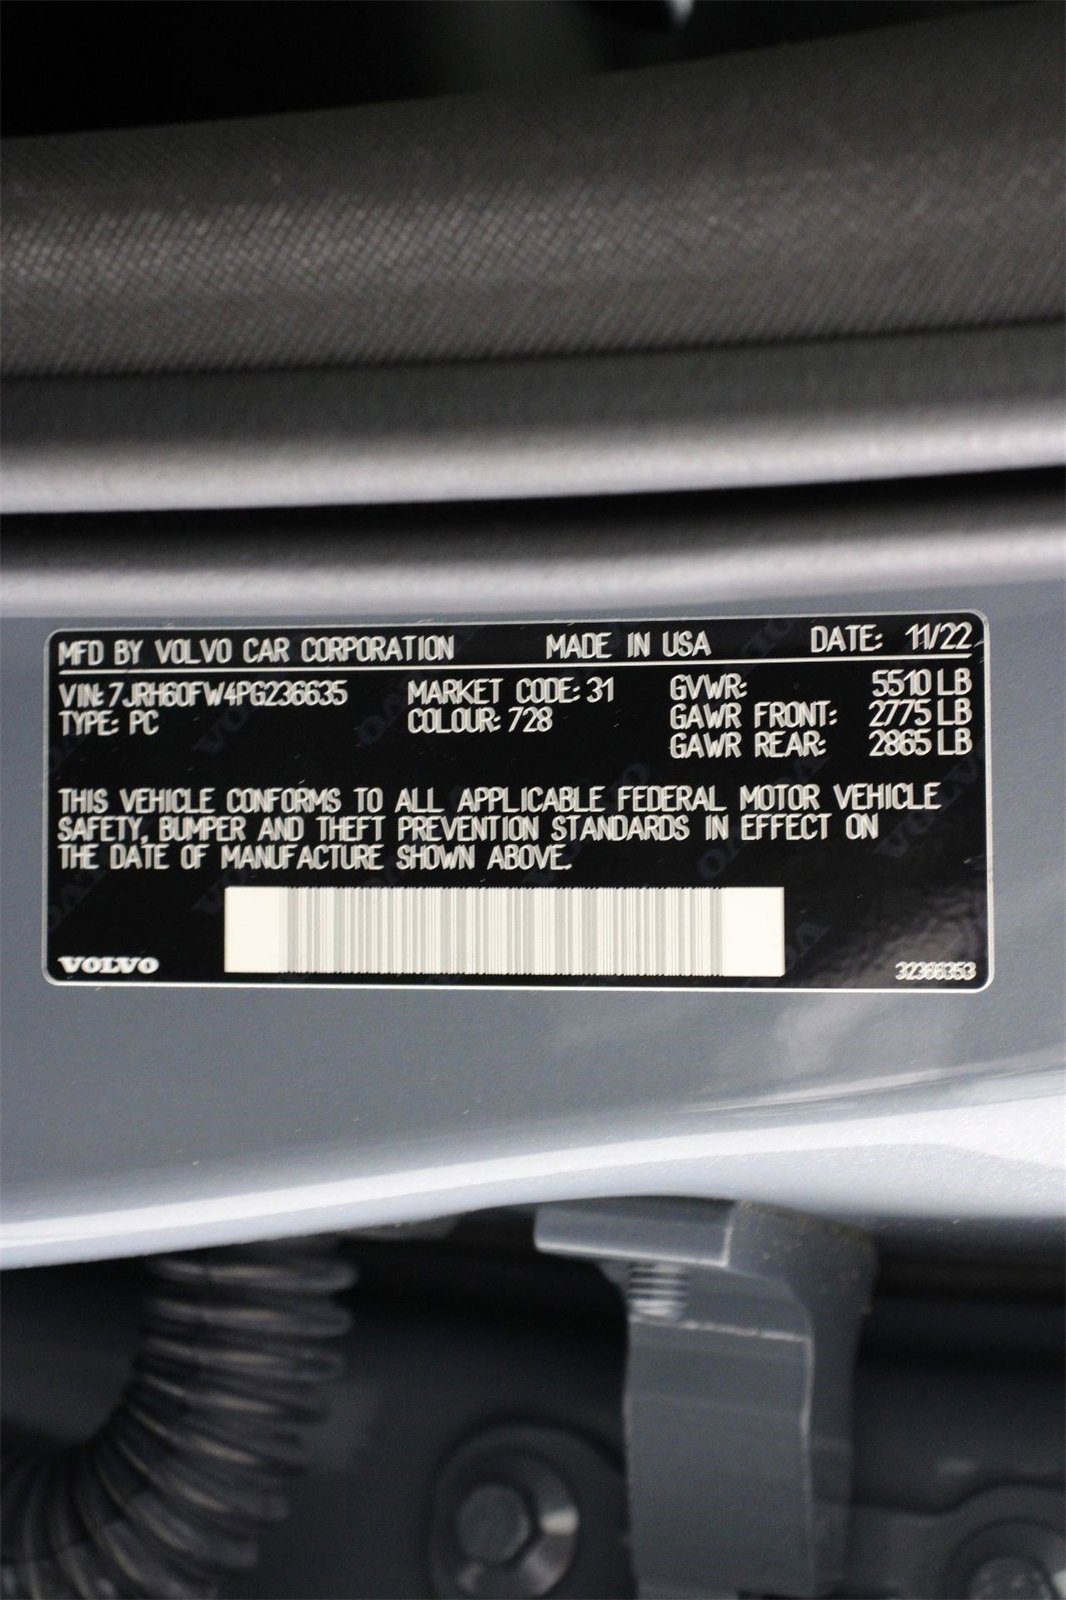 MFD BY VOLVO CAR CORPORATION MADE IN USA DATE: 11/22
VIN: 7JRH60FW4PG236635 MARKET CODE: 31 GVWR: 5510 LB
TYPE: PC COLOUR: 728 GAWR FRONT: 2775 LB
GAWR REAR: 2865 LB
THIS VEHICLE CONFORMS TO ALL APPLICABLE FEDERAL MOTOR VEHICLE
SAFETY, BUMPER AND THEFT PREVENTION STANDARDS IN EFFECT ON
THE DATE OF MANUFACTURE SHOWN ABOVE.
VOLVO 32366353